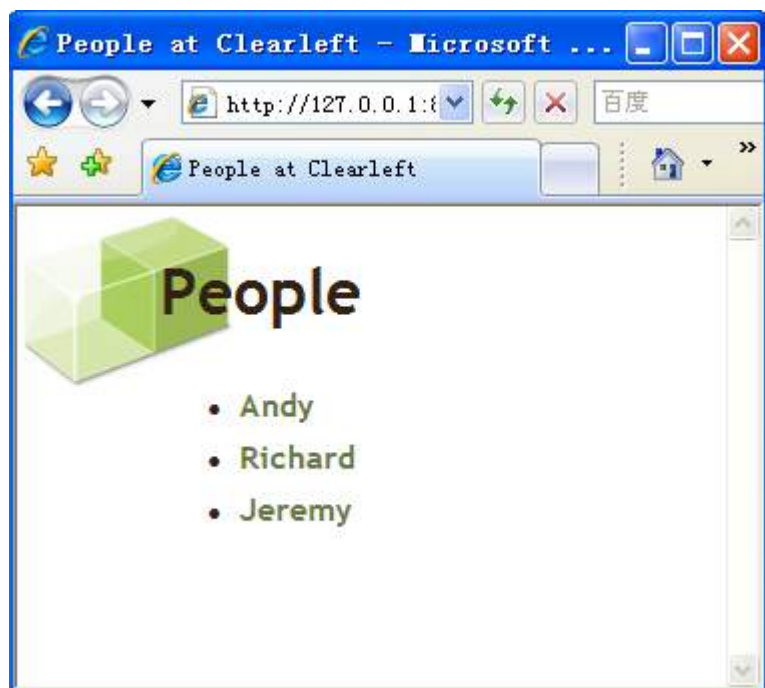 People at Clearleft - Microsoft ...
http://127.0.0.1:
百度
People at Clearleft
People
Andy
Richard
Jeremy